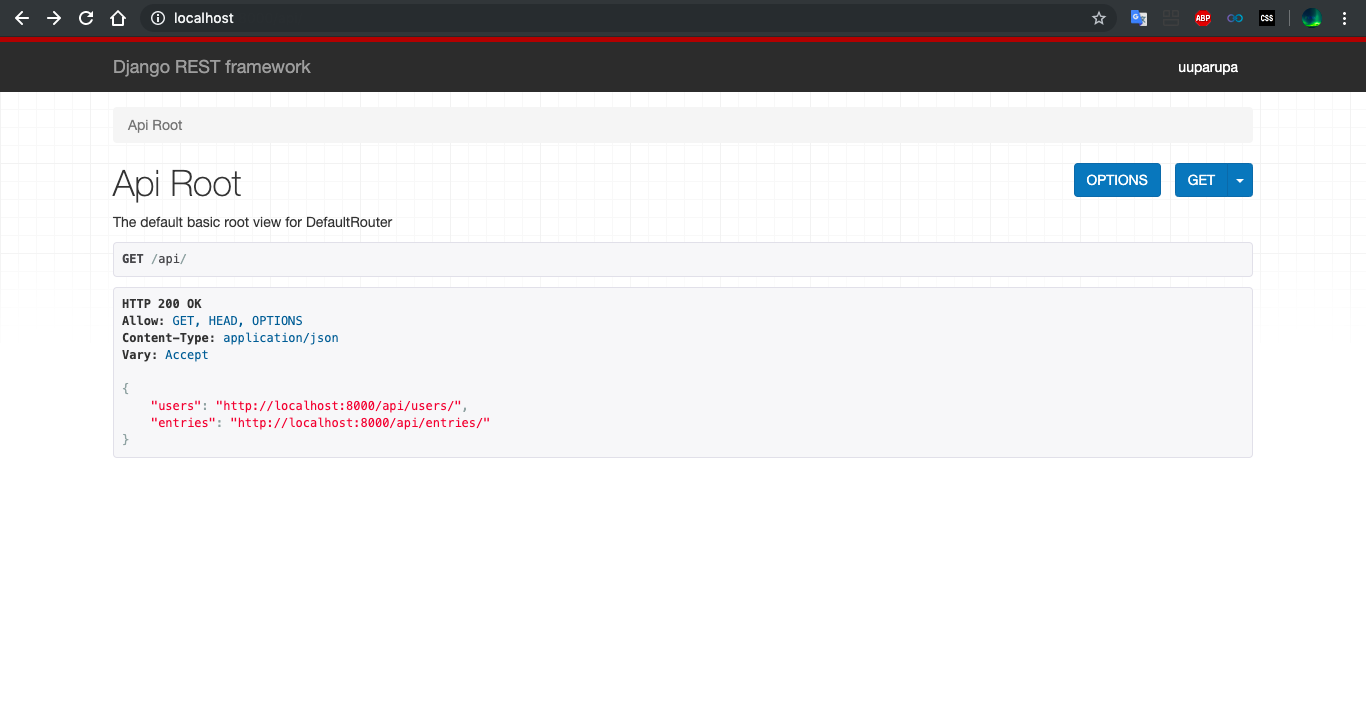 localhost
ABP
CSS
Django REST framework
uuparupa
Api Root
Api Root
OPTIONS
GET
The default basic root view for DefaultRouter
GET /api/
HTTP 200 OK
Allow: GET, HEAD, OPTIONS
Content-Type: application/json
Vary: Accept
{
    "users": "http://localhost:8000/api/users/",
    "entries": "http://localhost:8000/api/entries/"
}